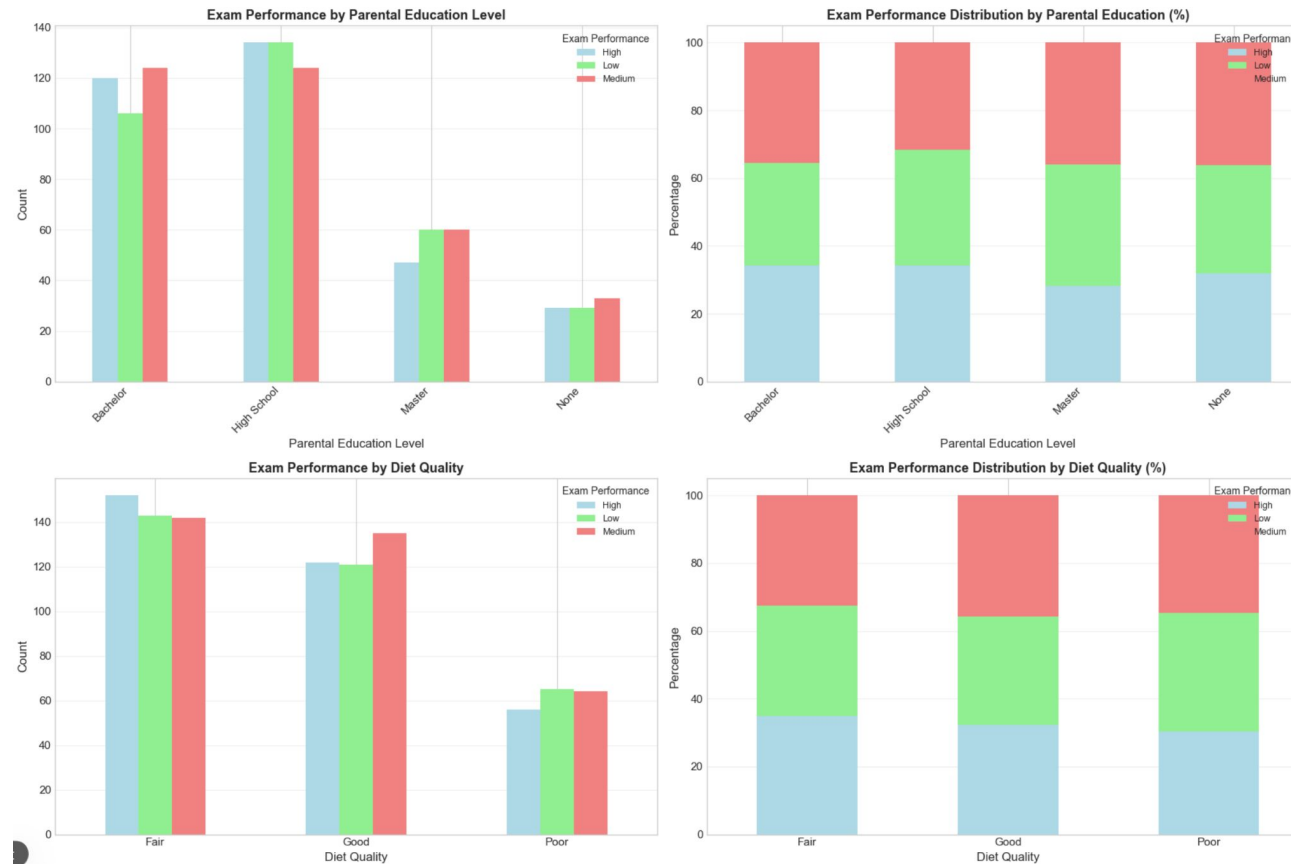 Exam Performance by Parental Education Level
140
120
100
80
60
40
20
0
Count
Exam Performance
High
Low
Medium
Bachelor
High School
Master
None
Parental Education Level
Exam Performance Distribution by Parental Education (%)
100
80
60
40
20
0
Percentage
Exam Performanc
High
Low
Medium
Bachelor
High School
Master
None
Parental Education Level
Exam Performance by Diet Quality
140
120
100
80
60
40
20
0
Count
Exam Performance
High
Low
Medium
Fair
Good
Poor
Diet Quality
Exam Performance Distribution by Diet Quality (%)
100
80
60
40
20
0
Percentage
Exam Performanc
High
Low
Medium
Fair
Good
Poor
Diet Quality